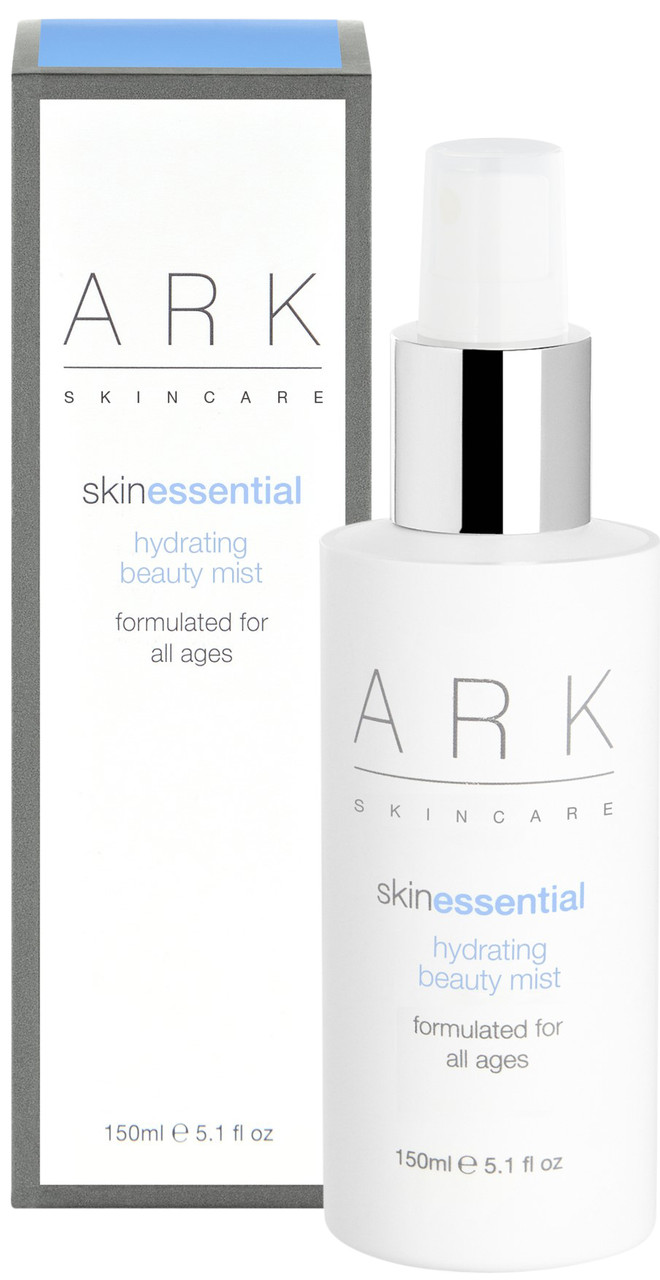 ARK
SKINCARE
skinessential
hydrating
beauty mist
formulated for
all ages
150ml ℮ 5.1 fl oz
ARK
SKINCARE
skinessential
hydrating
beauty mist
formulated for
all ages
150ml ℮ 5.1 fl oz